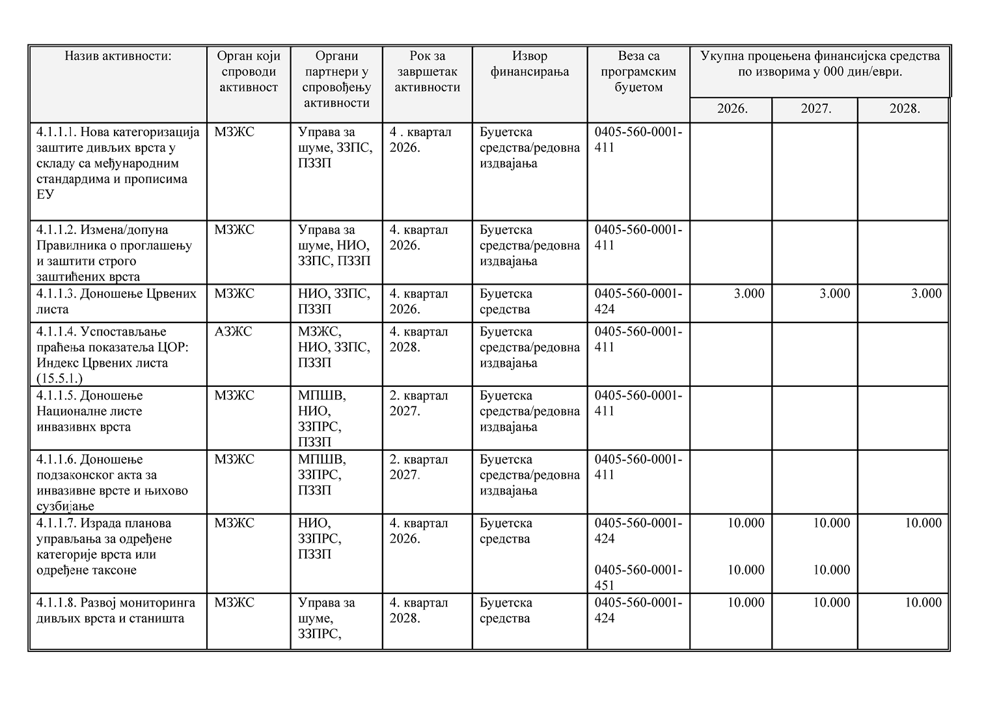 Назив активности:
Орган који
спроводи
активност
Органи
партнери у
спровођењу
активности
Рок за
завршетак
активности
Извор
финансирања
Веза са
програмским
буџетом
Укупна процењена финансијска средства
по изворима у 000 дин/еври.
2026.
2027.
2028.
4.1.1.1. Нова категоризација
заштите дивљих врста у
складу са међународним
стандардима и прописима
ЕУ
МЗЖС
Управа за
шуме, ЗЗПС,
ПЗЗП
4 . квартал
2026.
Буџетска
средства/редовна
издвајања
0405-560-0001-
411
4.1.1.2. Измена/допуна
Правилника о проглашењу
и заштити строго
заштићених врста
МЗЖС
Управа за
шуме, НИО,
ЗЗПС, ПЗЗП
4. квартал
2026.
Буџетска
средства/редовна
издвајања
0405-560-0001-
411
4.1.1.3. Доношење Црвених
листа
МЗЖС
НИО, ЗЗПС,
ПЗЗП
4. квартал
2026.
Буџетска
средства
0405-560-0001-
424
3.000
3.000
3.000
4.1.1.4. Успостављање
праћења показатеља ЦОР:
Индекс Црвених листа
(15.5.1.)
АЗЖС
МЗЖС,
НИО, ЗЗПС,
ПЗЗП
4. квартал
2028.
Буџетска
средства/редовна
издвајања
0405-560-0001-
411
4.1.1.5. Доношење
Националне листе
инвазивнх врста
МЗЖС
МПШВ,
НИО,
ЗЗПРС,
ПЗЗП
2. квартал
2027.
Буџетска
средства/редовна
издвајања
0405-560-0001-
411
4.1.1.6. Доношење
подзаконског акта за
инвазивне врсте и њихово
сузбијање
МЗЖС
МПШВ,
ЗЗПРС,
ПЗЗП
2. квартал
2027.
Буџетска
средства/редовна
издвајања
0405-560-0001-
411
4.1.1.7. Израда планова
управљања за одређене
категорије врста или
одређене таксоне
МЗЖС
НИО,
ЗЗПРС,
ПЗЗП
4. квартал
2026.
Буџетска
средства
0405-560-0001-
424
10.000
10.000
10.000
0405-560-0001-
451
10.000
10.000
4.1.1.8. Развој мониторинга
дивљих врста и станишта
МЗЖС
Управа за
шуме,
ЗЗПРС,
4. квартал
2028.
Буџетска
средства
0405-560-0001-
424
10.000
10.000
10.000